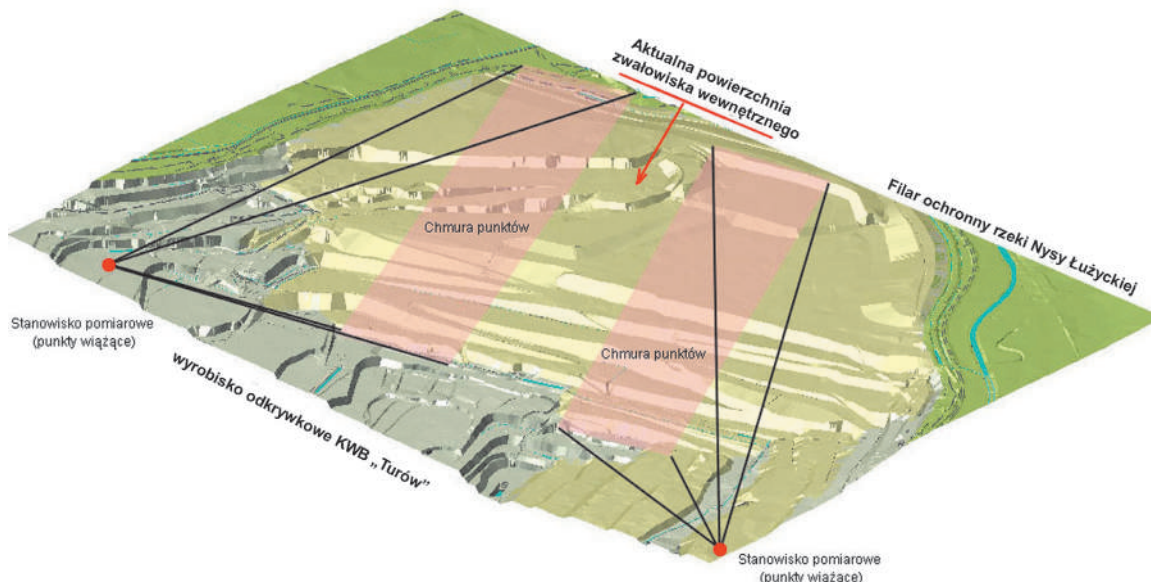 Aktualna powierzchnia
zwałowiska wewnętrznego
Filar ochronny rzeki Nysy Łużyckiej
Chmura punktów
Stanowisko pomiarowe
(punkty wiążące)
Chmura punktów
wyrobisko odkrywkowe KWB „Turów”
Stanowisko pomiarowe
(punkty wiążące)